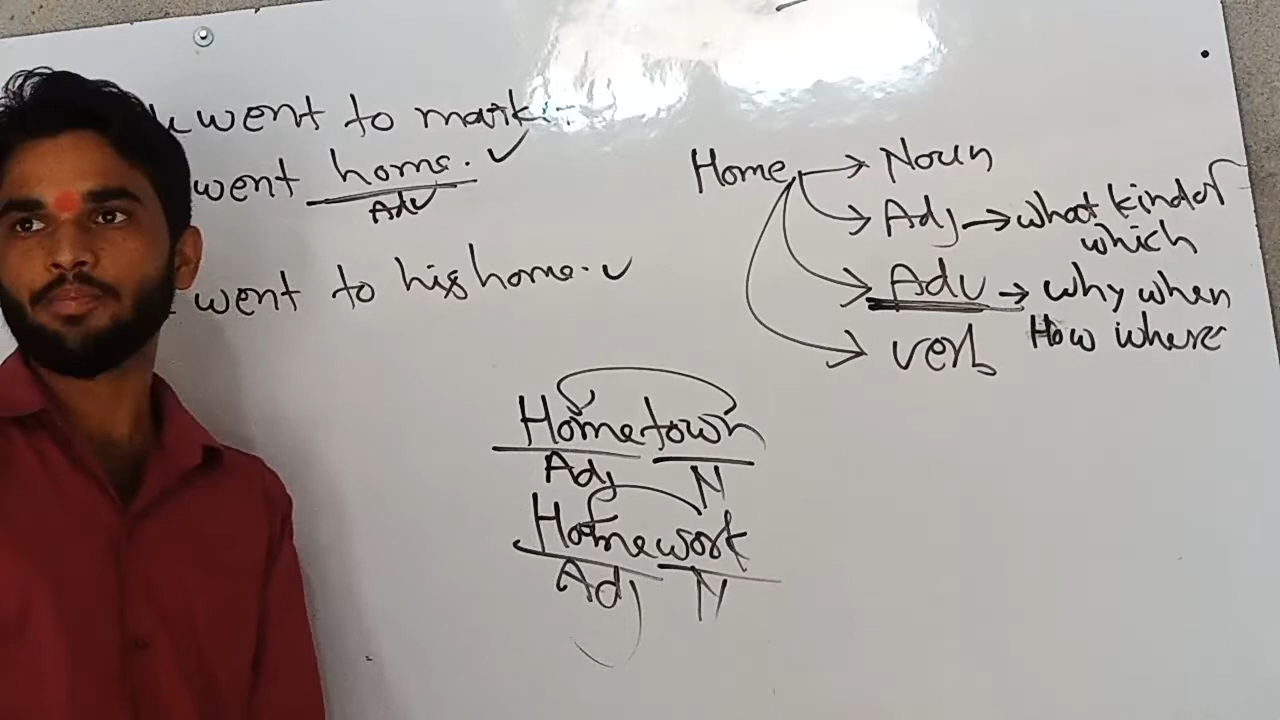 went to mark
went home.
Adv
went to his home.
Home → Noun
Adj → what kind of
which
Adv → why when
How where
verb
Hometown
Adj N
Homework
Adj N